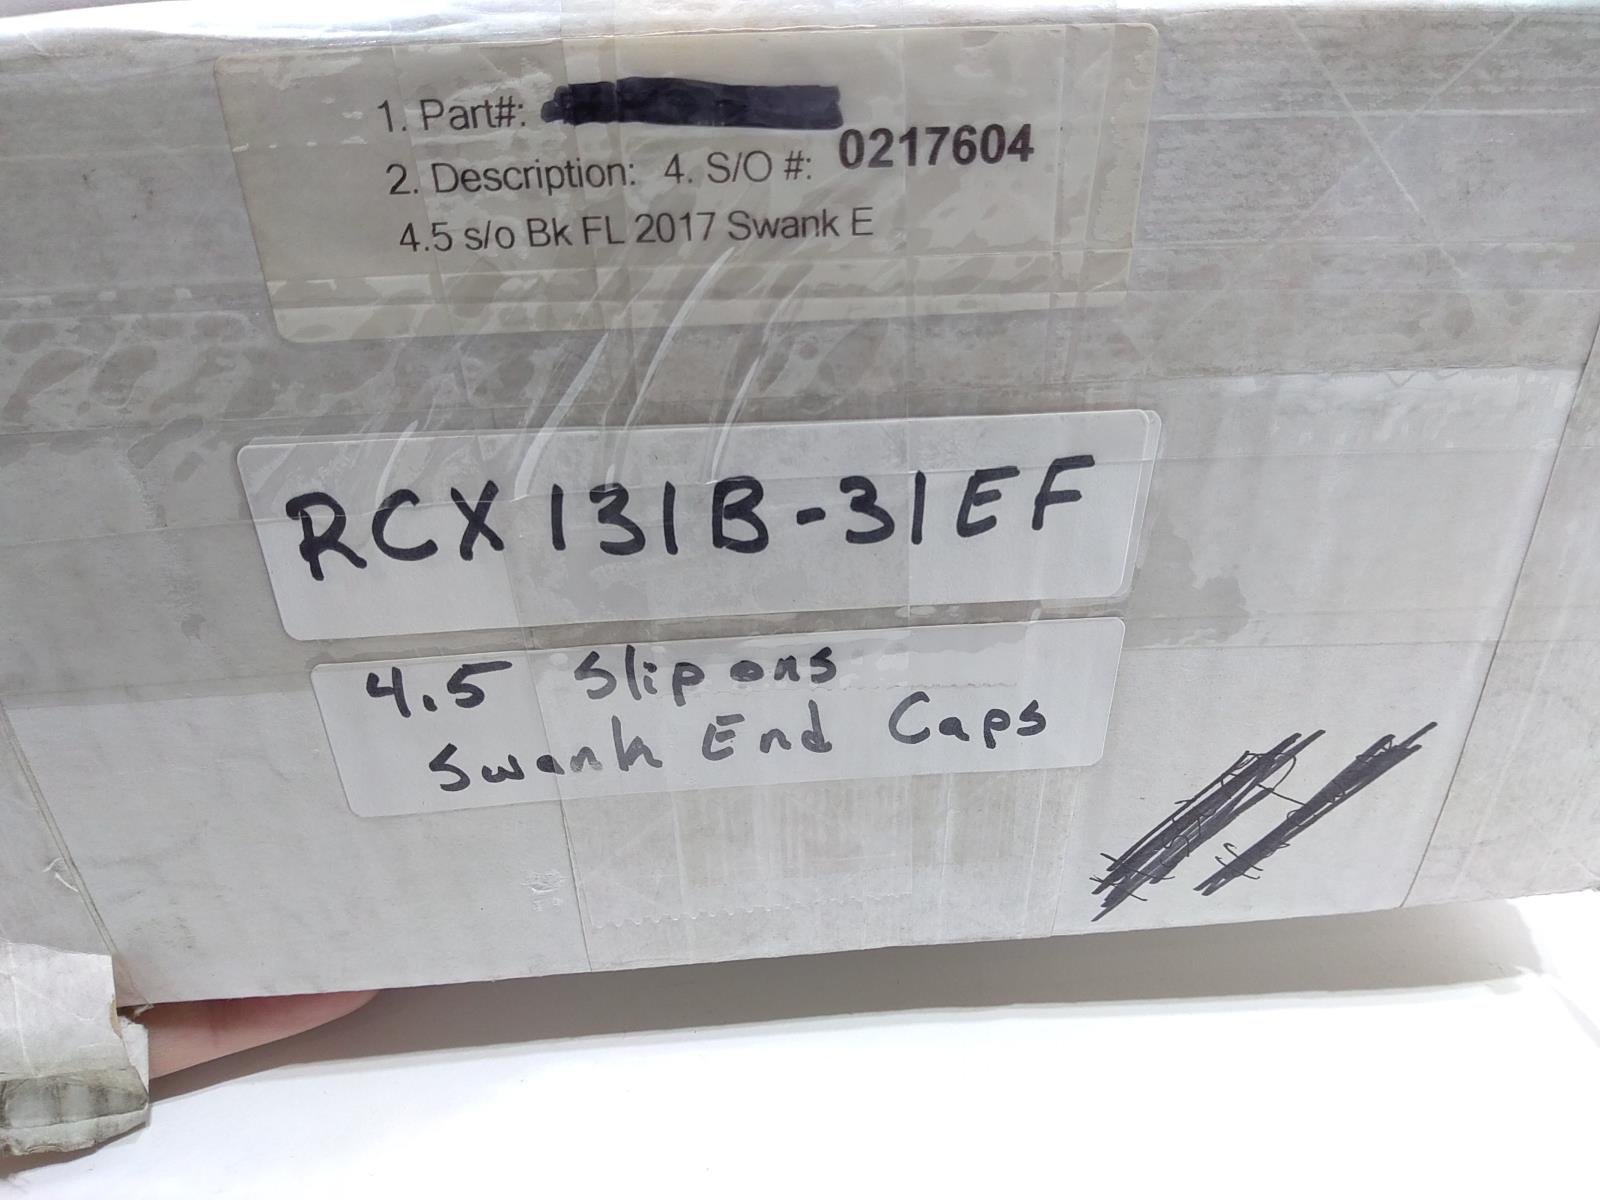 1. Part#:
2. Description: 4. S/O #: 0217604
4.5 s/o Bk FL 2017 Swank E
RCX131B-31EF
4.5 Slip ons
Swank End Caps